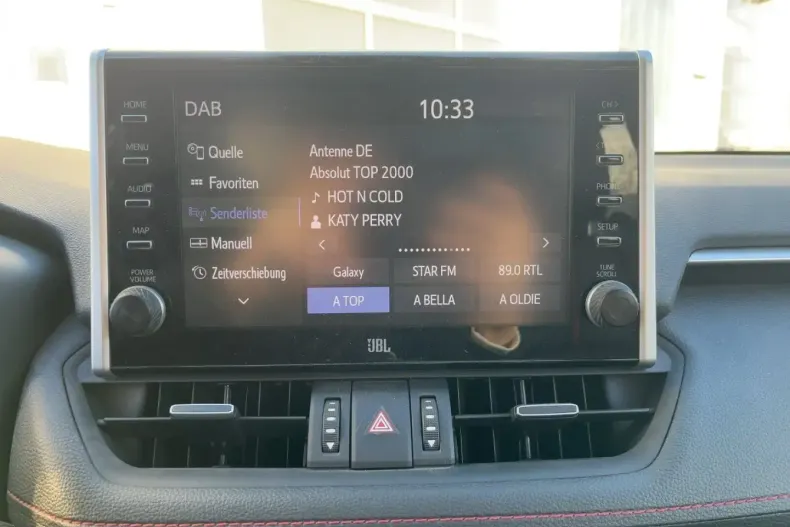 DAB
10:33
HOME
MENU
AUDIO
MAP
POWER
VOLUME
Quelle
Favoriten
Senderliste
Manuell
Zeitverschiebung
Antenne DE
Absolut TOP 2000
HOT N COLD
KATY PERRY
Galaxy
STAR FM
89.0 RTL
A TOP
A BELLA
A OLDIE
PHONE
SETUP
TUNE
SCROLL
JBL